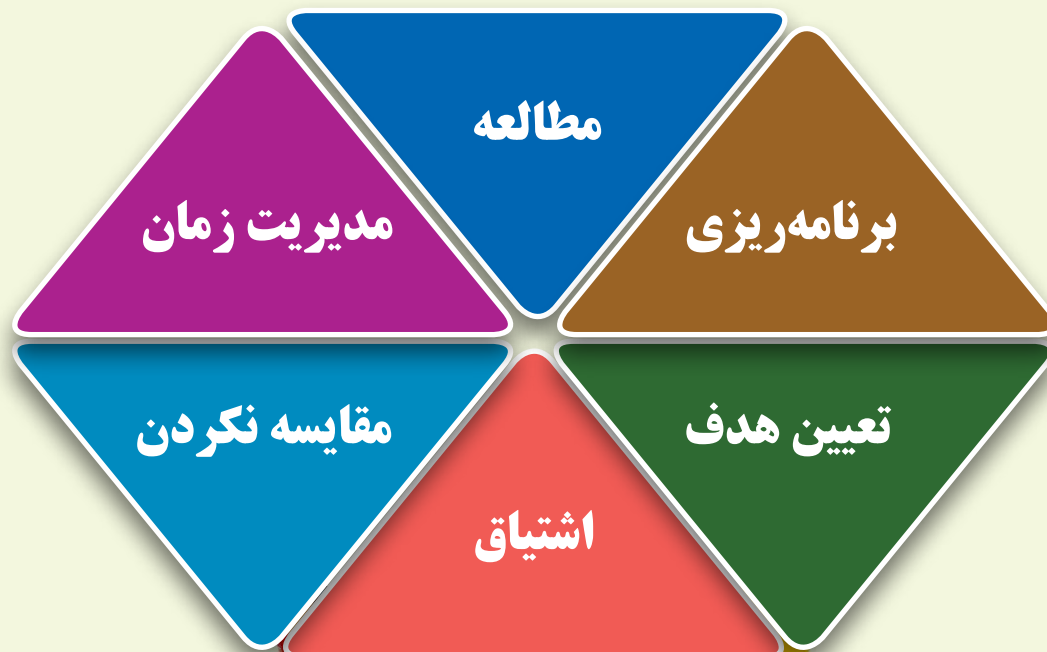 مطالعه
برنامه‌ریزی
مدیریت زمان
تعیین هدف
مقایسه نکردن
اشتیاق